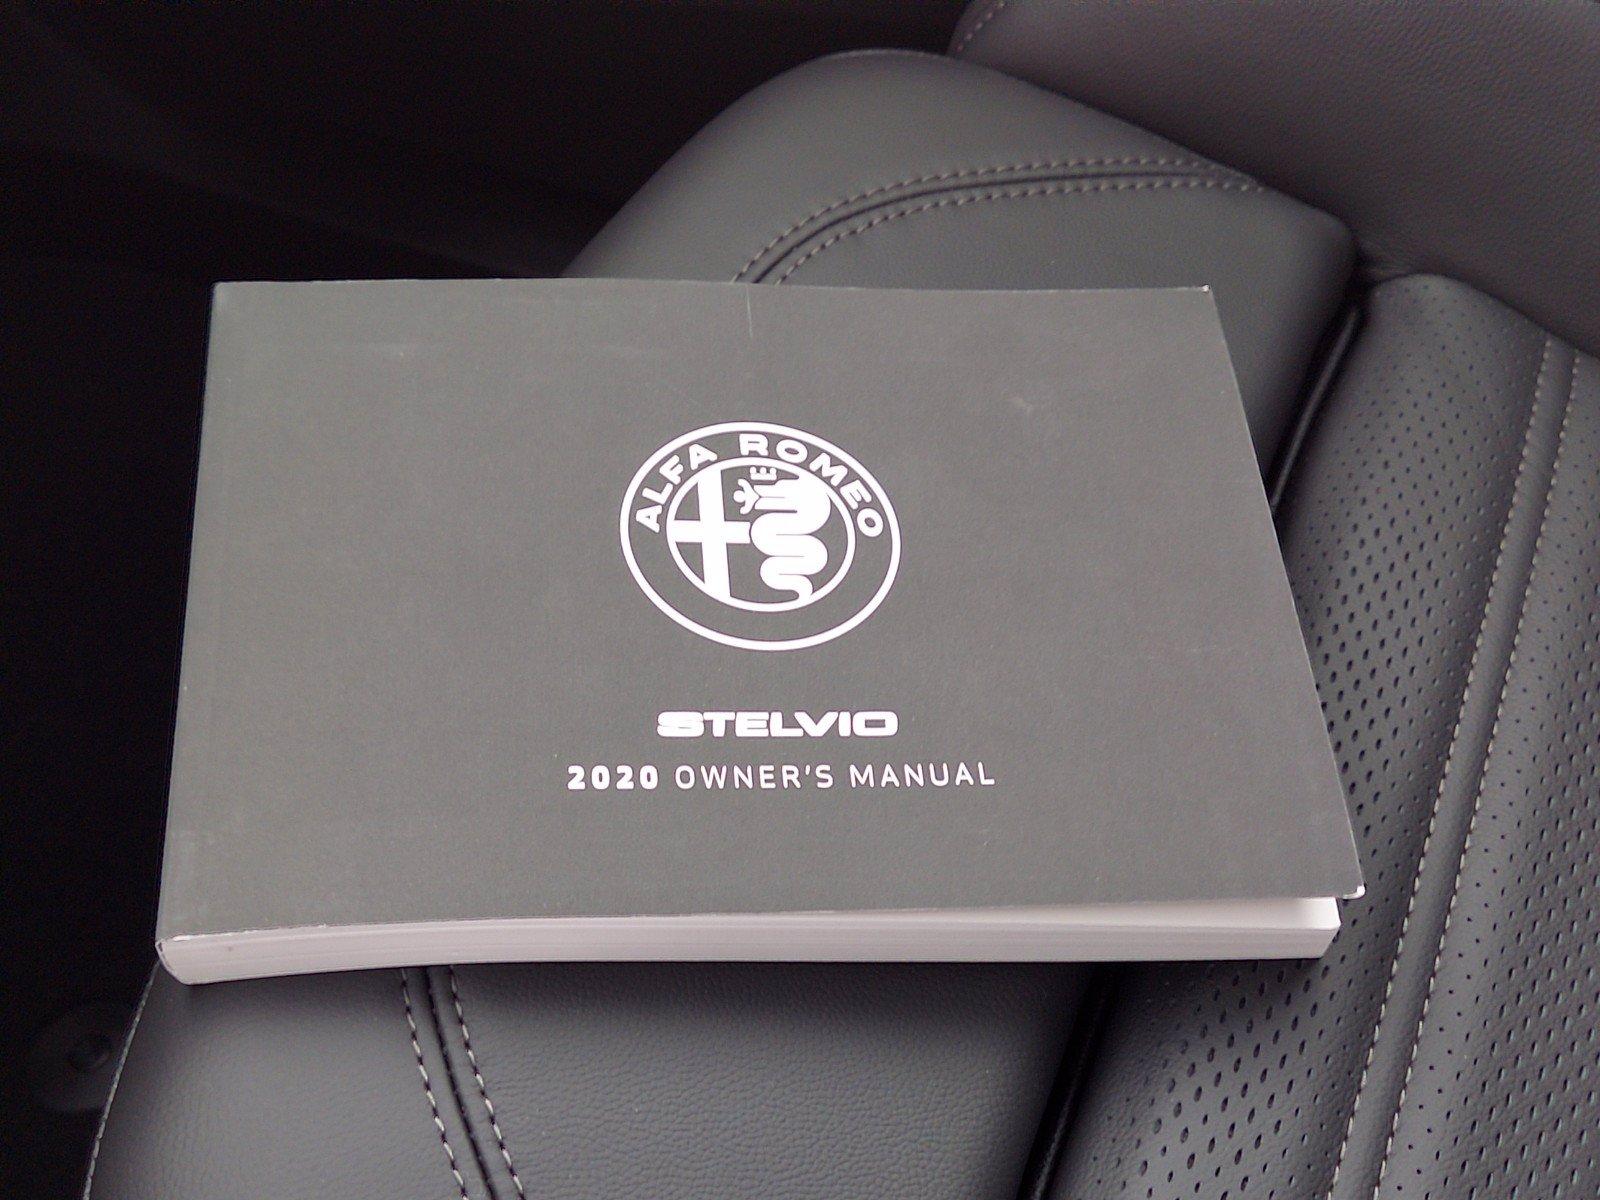 ALFA ROMEO
STELVIO
2020 OWNER'S MANUAL